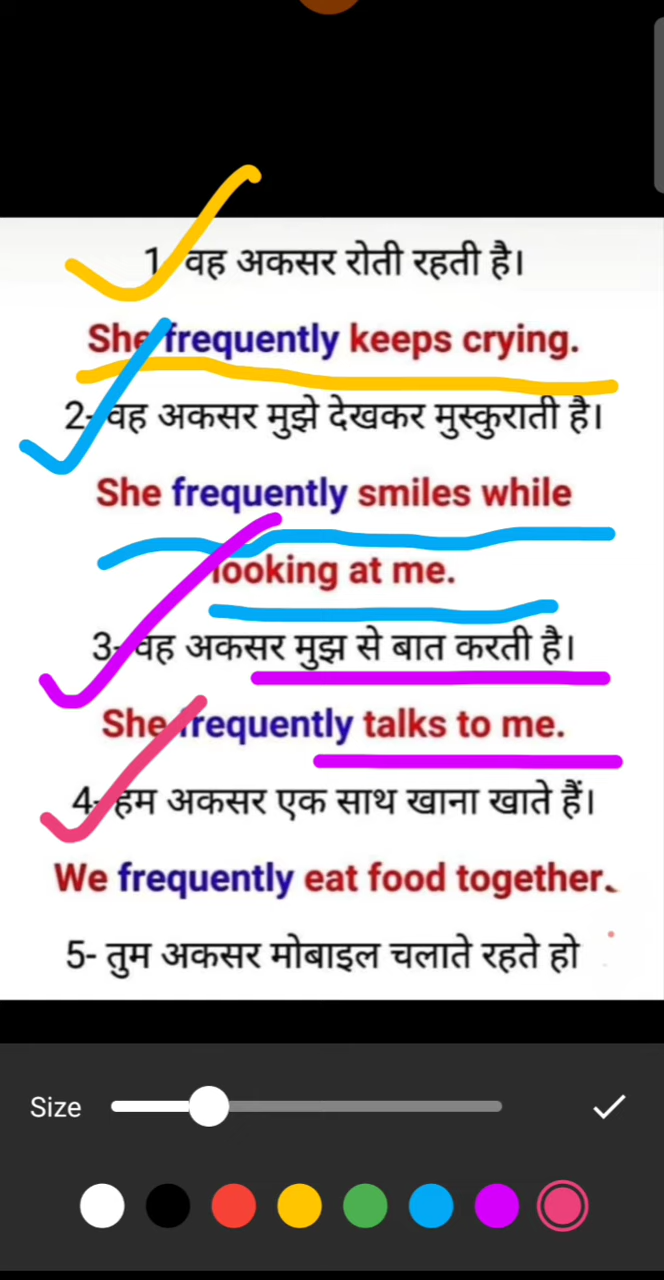 1 वह अकसर रोती रहती है।
She frequently keeps crying.
2- वह अकसर मुझे देखकर मुस्कुराती है।
She frequently smiles while
looking at me.
3- वह अकसर मुझ से बात करती है।
She frequently talks to me.
4- हम अकसर एक साथ खाना खाते हैं।
We frequently eat food together.
5- तुम अकसर मोबाइल चलाते रहते हो
Size